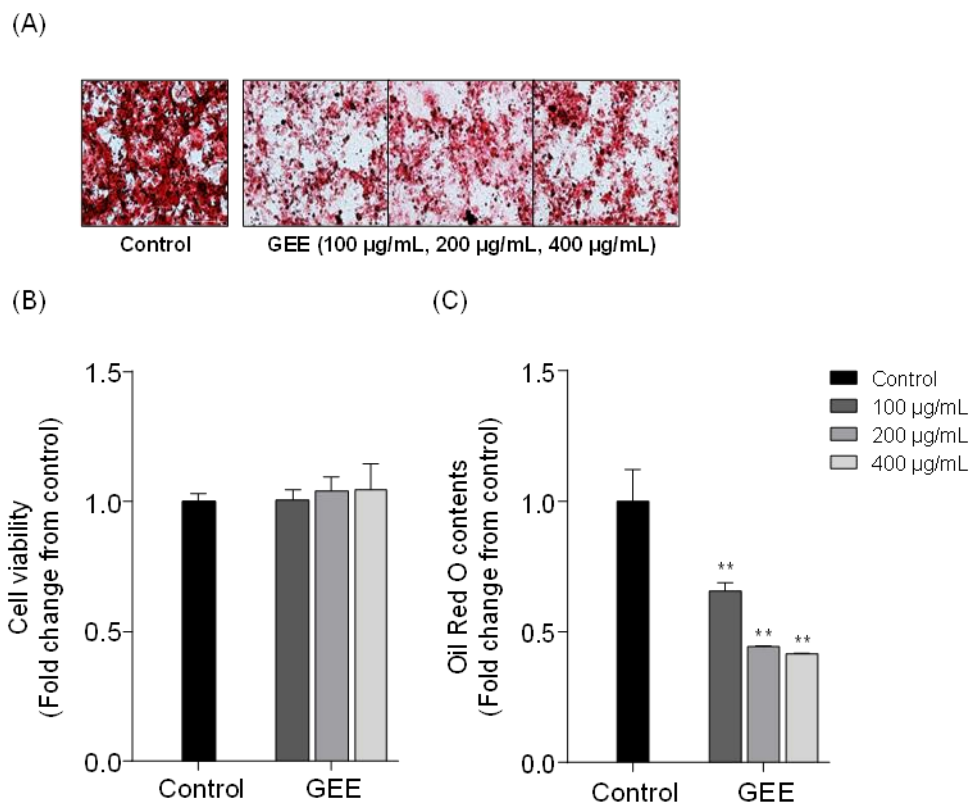 (A)
Control
GEE (100 µg/mL, 200 µg/mL, 400 µg/mL)
(B)
Cell viability
(Fold change from control)
1.5
1.0
0.5
0.0
Control
GEE
(C)
Oil Red O contents
(Fold change from control)
1.5
1.0
0.5
0.0
**
**
**
Control
GEE
Control
100 µg/mL
200 µg/mL
400 µg/mL